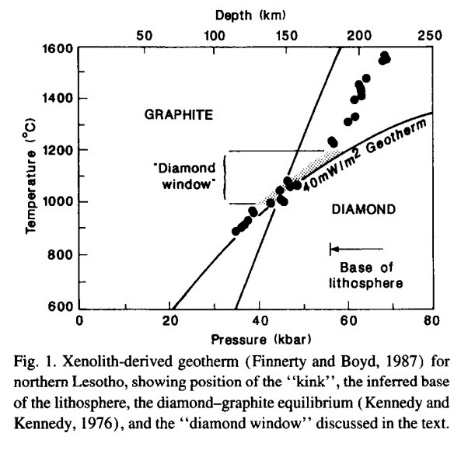 Depth (km)
50 100 150 200 250
1600
1400
1200
1000
800
600
Temperature (°C)
GRAPHITE
"Diamond
window"
40mW/m² Geotherm
DIAMOND
Base of
lithosphere
0 20 40 60 80
Pressure (kbar)
Fig. 1. Xenolith-derived geotherm (Finnerty and Boyd, 1987) for
northern Lesotho, showing position of the "kink", the inferred base
of the lithosphere, the diamond–graphite equilibrium (Kennedy and
Kennedy, 1976), and the "diamond window" discussed in the text.